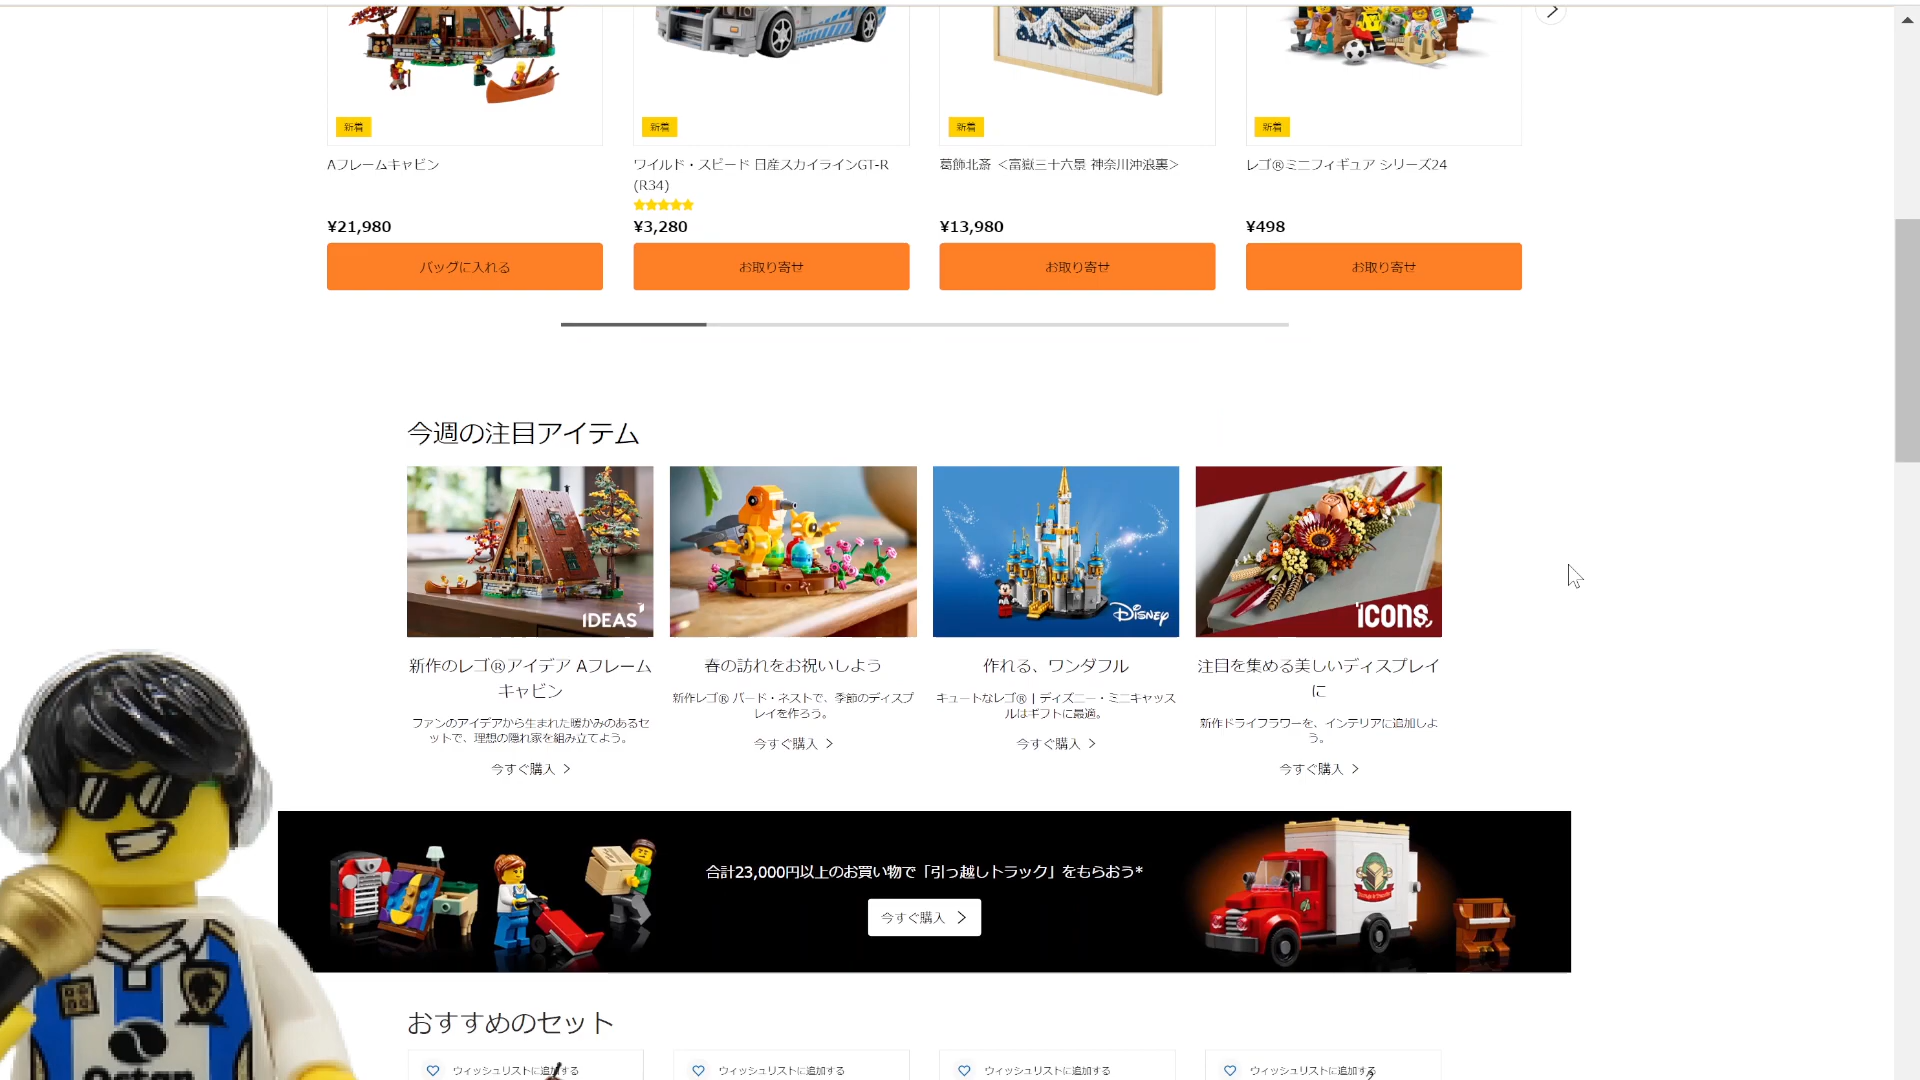 新着
新着
新着
新着
Aフレームキャビン
ワイルド・スピード 日産スカイラインGT-R
(R34)
葛飾北斎 ＜富嶽三十六景 神奈川沖浪裏＞
レゴ®ミニフィギュア シリーズ24
¥21,980
¥3,280
¥13,980
¥498
バッグに入れる
お取り寄せ
お取り寄せ
お取り寄せ
今週の注目アイテム
IDEAS
Disney
icons
新作のレゴ®アイデア Aフレーム
キャビン
ファンのアイデアから生まれた暖かみのあるセ
ットで、理想の隠れ家を組み立てよう。
今すぐ購入
春の訪れをお祝いしよう
新作レゴ® バード・ネストで、季節のディスプ
レイを作ろう。
今すぐ購入
作れる、ワンダフル
キュートなレゴ® | ディズニー・ミニキャッス
ルはギフトに最適。
今すぐ購入
注目を集める美しいディスプレイ
に
新作ドライフラワーを、インテリアに追加しよ
う。
今すぐ購入
合計23,000円以上のお買い物で「引っ越しトラック」をもらおう*
今すぐ購入
おすすめのセット
ウィッシュリストに追加する
ウィッシュリストに追加する
ウィッシュリストに追加する
ウィッシュリストに追加する
Octan